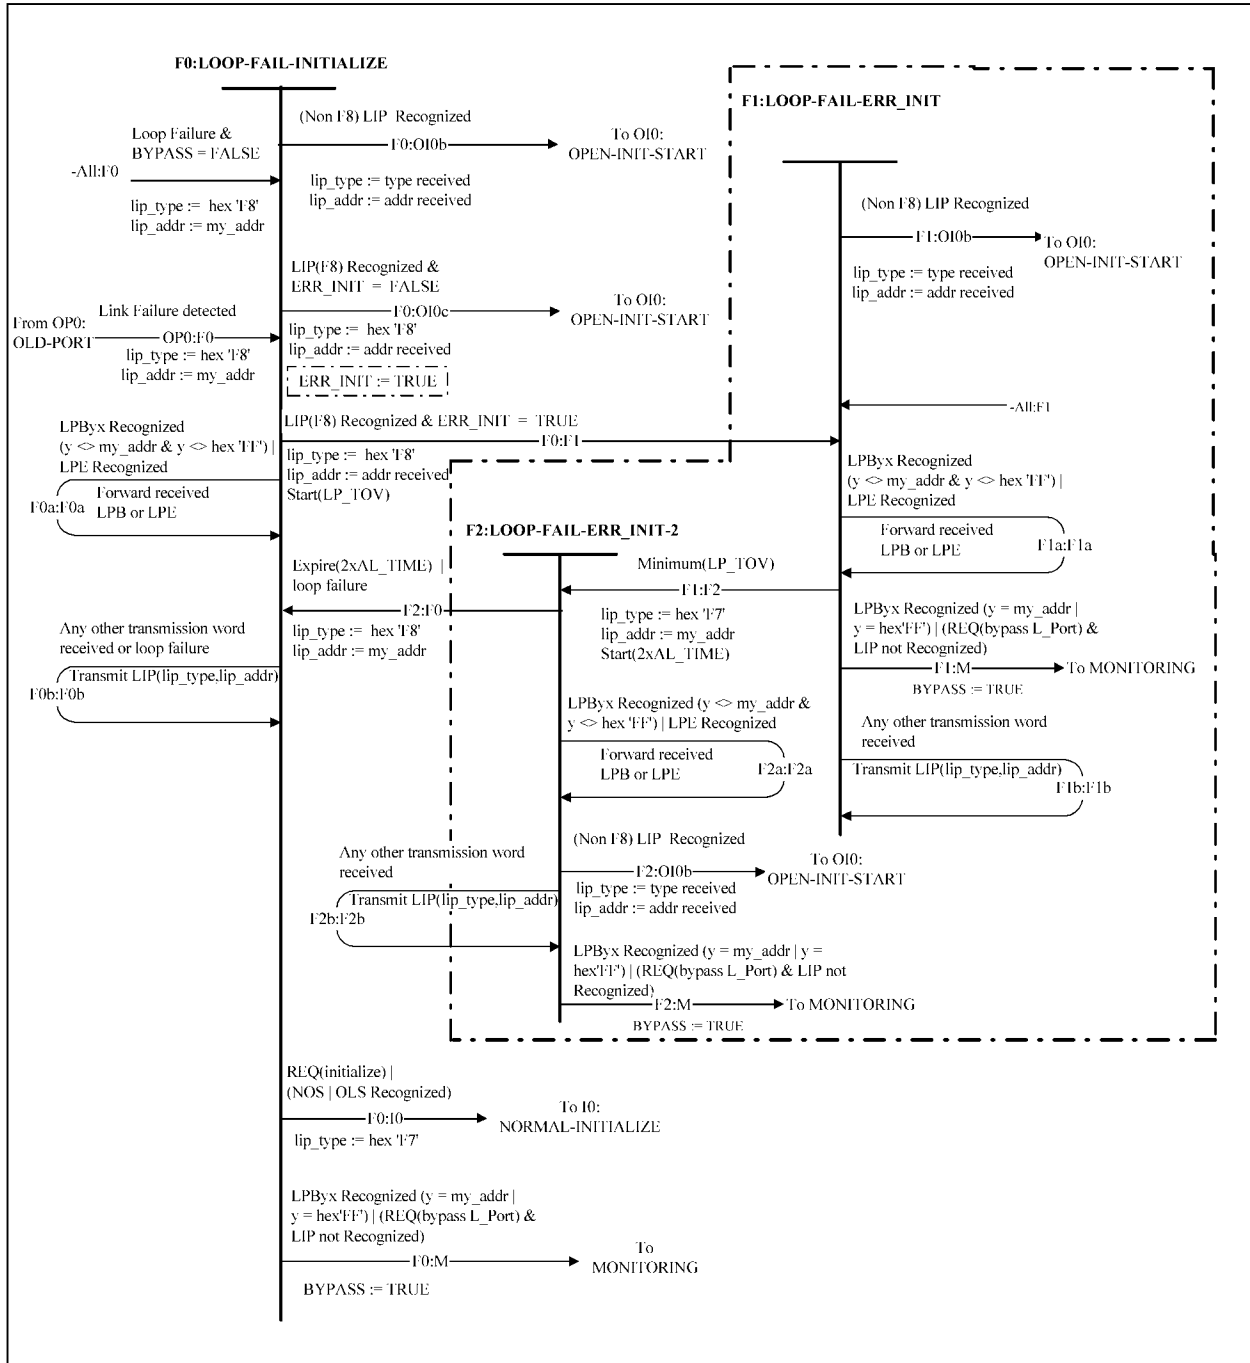 F0:LOOP-FAIL-INITIALIZE
(Non F8) LIP Recognized
F0:OI0b
To OI0:
OPEN-INIT-START
lip_type := type received
lip_addr := addr received
Loop Failure &
BYPASS = FALSE
-All:F0
lip_type := hex 'F8'
lip_addr := my_addr
LIP(F8) Recognized &
ERR_INIT = FALSE
F0:OI0c
To OI0:
OPEN-INIT-START
lip_type := hex 'F8'
lip_addr := addr received
ERR_INIT := TRUE
From OP0:
OLD-PORT
Link Failure detected
OP0:F0
lip_type := hex 'F8'
lip_addr := my_addr
LIP(F8) Recognized & ERR_INIT = TRUE
F0:F1
lip_type := hex 'F8'
lip_addr := addr received
Start(LP_TOV)
LPByx Recognized
(y <> my_addr & y <> hex 'FF') |
LPE Recognized
Forward received
LPB or LPE
F0a:F0a
Expire(2xAL_TIME) |
loop failure
F2:F0
lip_type := hex 'F8'
lip_addr := my_addr
Any other transmission word
received or loop failure
Transmit LIP(lip_type,lip_addr)
F0b:F0b
F1:LOOP-FAIL-ERR_INIT
(Non F8) LIP Recognized
F1:OI0b
To OI0:
OPEN-INIT-START
lip_type := type received
lip_addr := addr received
-All:F1
LPByx Recognized
(y <> my_addr & y <> hex 'FF') |
LPE Recognized
Forward received
LPB or LPE
F1a:F1a
LPByx Recognized (y = my_addr |
y = hex'FF') | (REQ(bypass L_Port) &
LIP not Recognized)
F1:M
To MONITORING
BYPASS := TRUE
Any other transmission word
received
Transmit LIP(lip_type,lip_addr)
F1b:F1b
F2:LOOP-FAIL-ERR_INIT-2
Minimum(LP_TOV)
F1:F2
lip_type := hex 'F7'
lip_addr := my_addr
Start(2xAL_TIME)
LPByx Recognized (y <> my_addr &
y <> hex 'FF') | LPE Recognized
Forward received
LPB or LPE
F2a:F2a
(Non F8) LIP Recognized
F2:OI0b
To OI0:
OPEN-INIT-START
lip_type := type received
lip_addr := addr received
Any other transmission word
received
Transmit LIP(lip_type,lip_addr)
F2b:F2b
LPByx Recognized (y = my_addr | y =
hex'FF') | (REQ(bypass L_Port) & LIP not
Recognized)
F2:M
To MONITORING
BYPASS := TRUE
REQ(initialize) |
(NOS | OLS Recognized)
F0:I0
To I0:
NORMAL-INITIALIZE
lip_type := hex 'F7'
LPByx Recognized (y = my_addr |
y = hex'FF') | (REQ(bypass L_Port) &
LIP not Recognized)
F0:M
To
MONITORING
BYPASS := TRUE